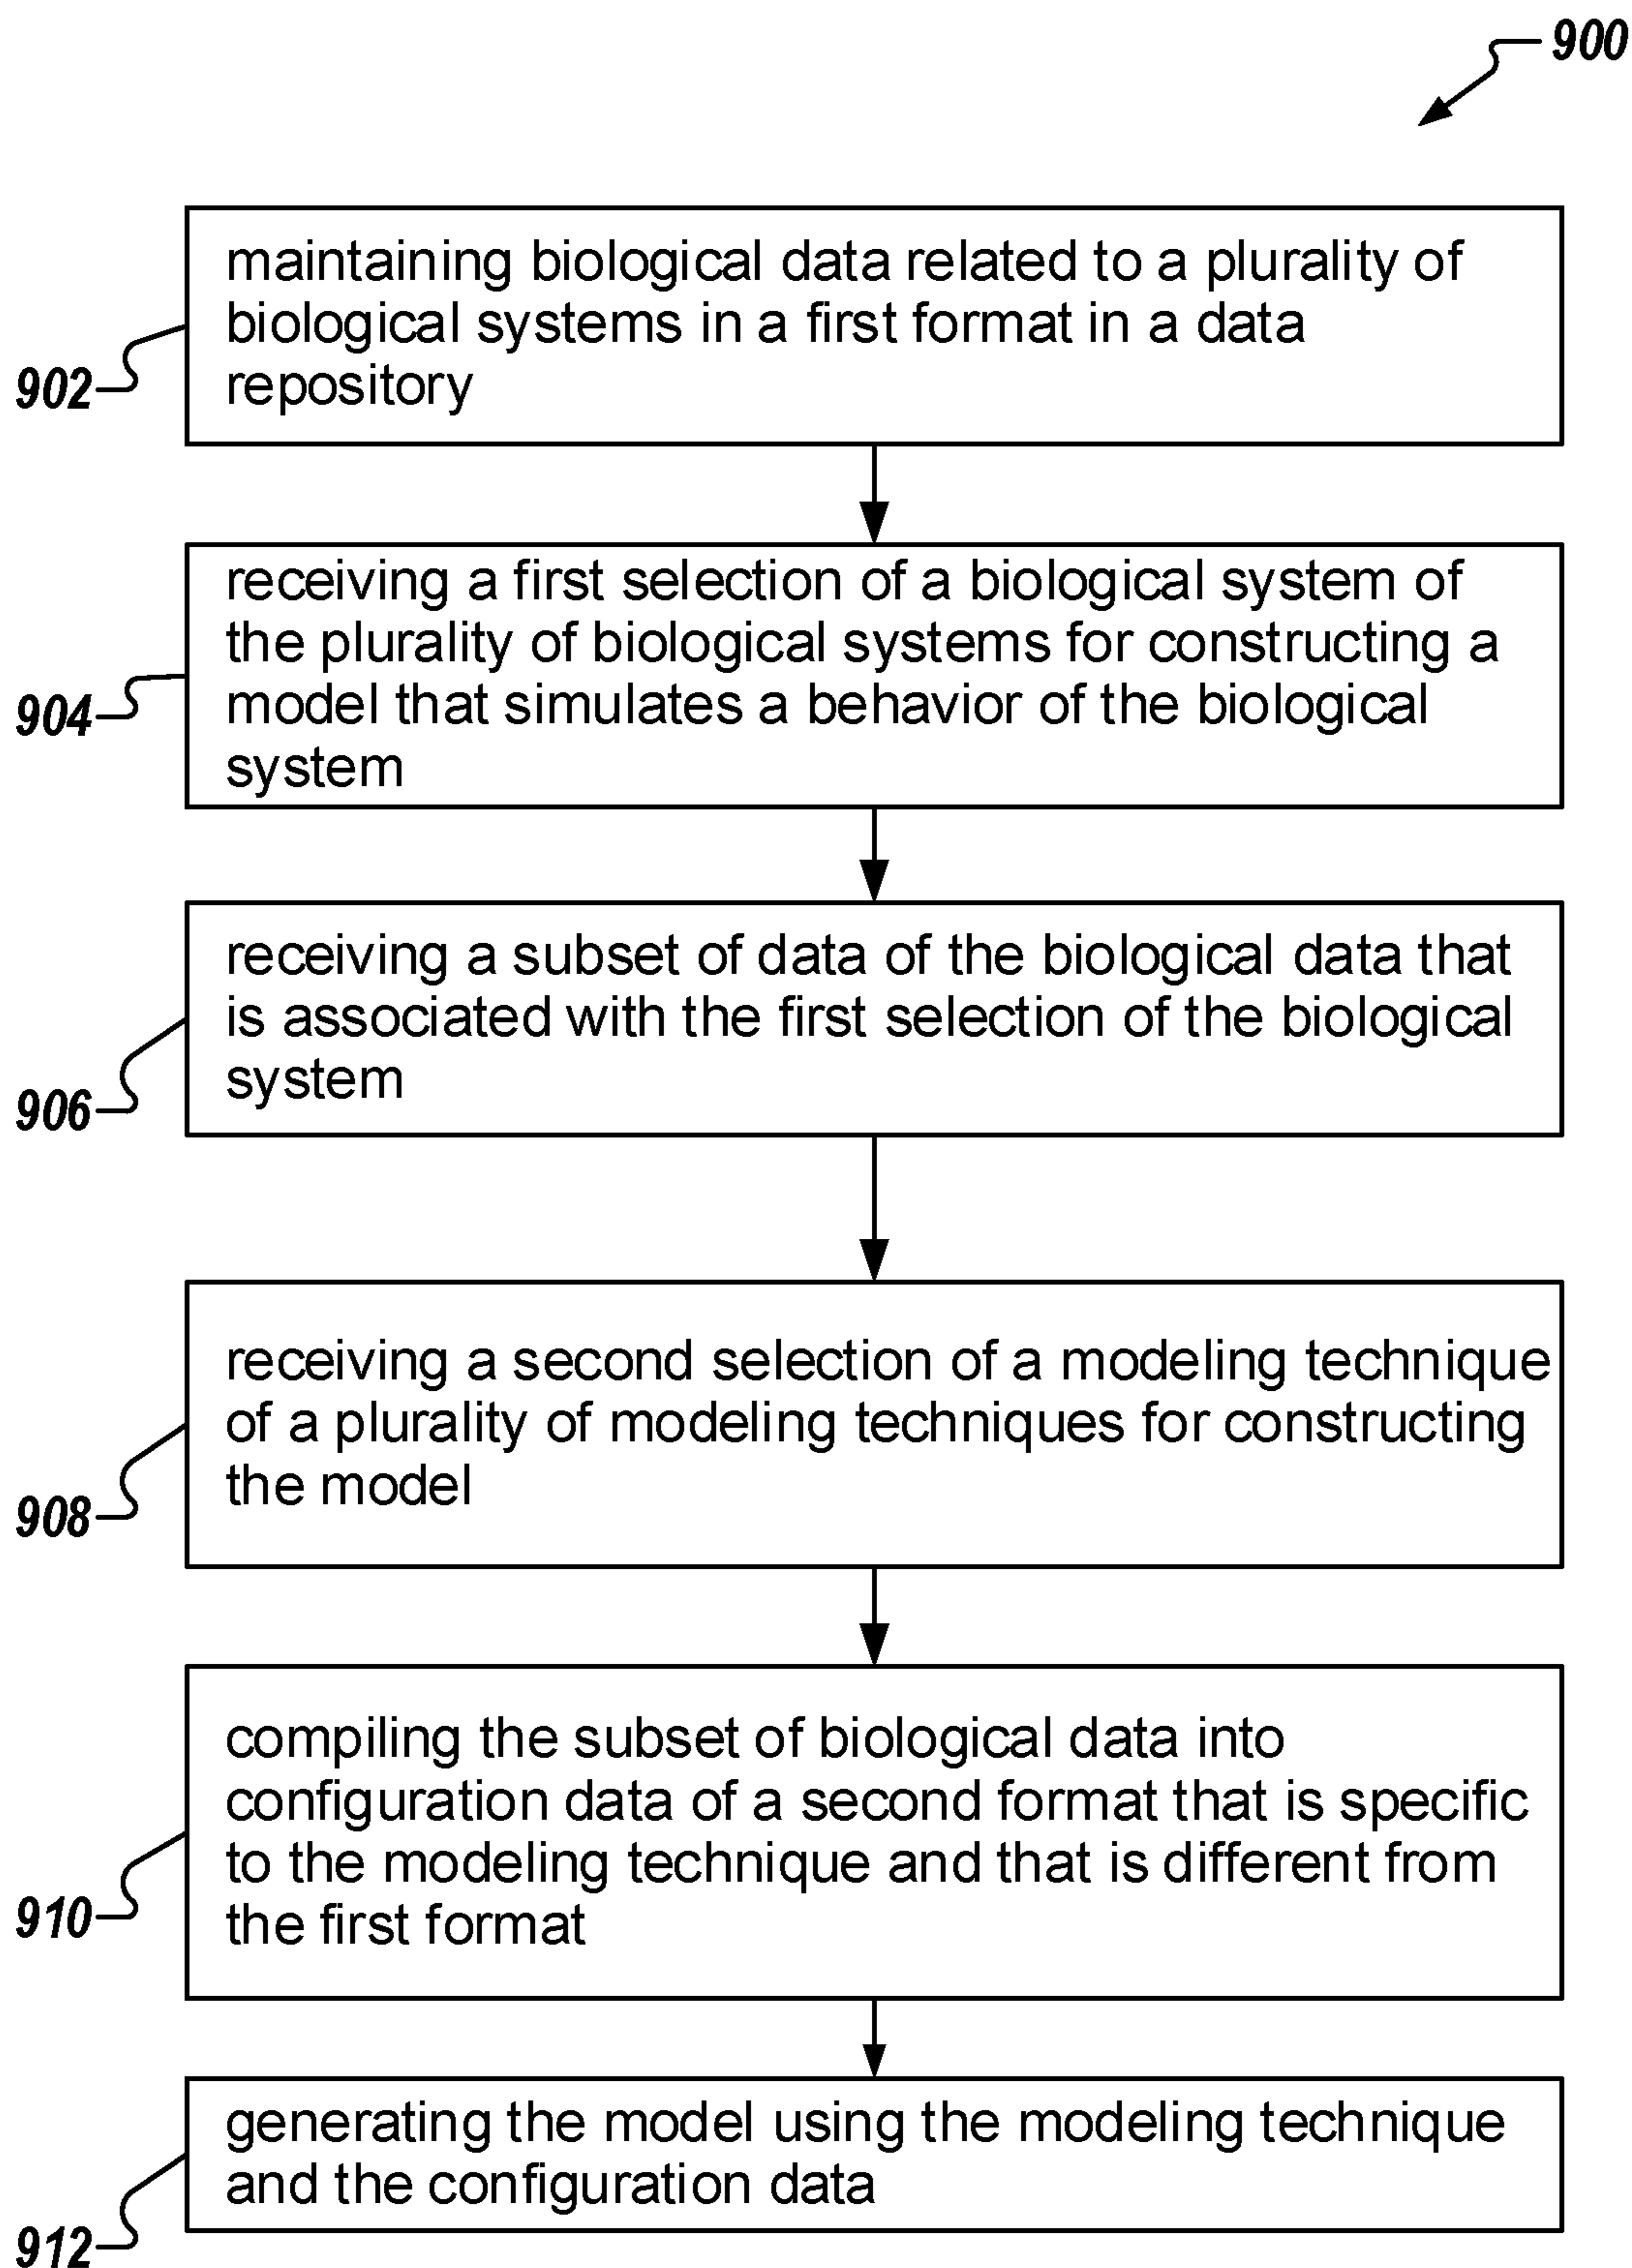 900
maintaining biological data related to a plurality of
biological systems in a first format in a data
repository
902
receiving a first selection of a biological system of
the plurality of biological systems for constructing a
model that simulates a behavior of the biological
system
904
receiving a subset of data of the biological data that
is associated with the first selection of the biological
system
906
receiving a second selection of a modeling technique
of a plurality of modeling techniques for constructing
the model
908
compiling the subset of biological data into
configuration data of a second format that is specific
to the modeling technique and that is different from
the first format
910
generating the model using the modeling technique
and the configuration data
912